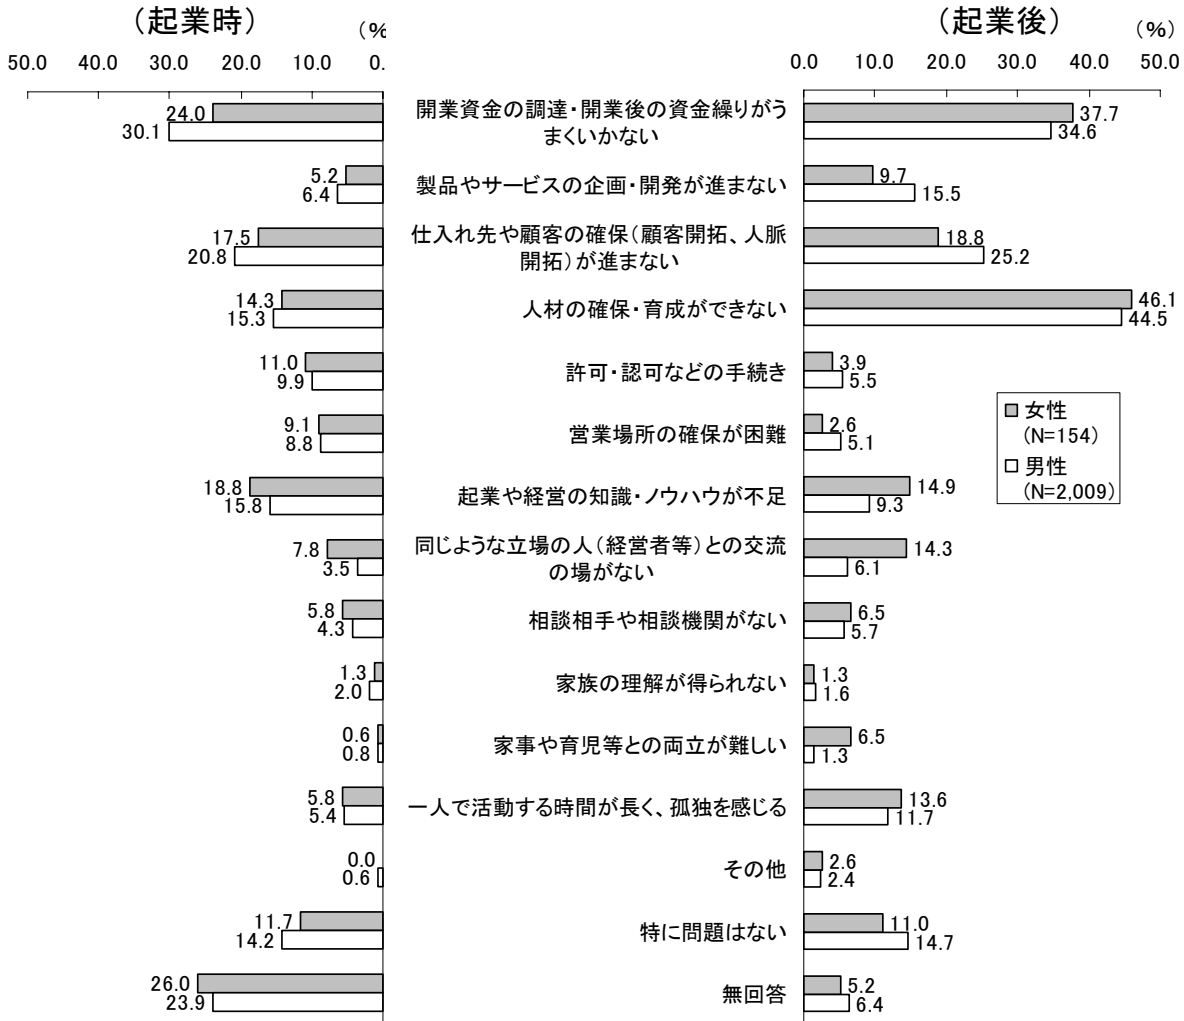 (起業時)
(%
(起業後)
(%)
50.0 40.0 30.0 20.0 10.0 0.
0.0 10.0 20.0 30.0 40.0 50.0
24.0
30.1
開業資金の調達・開業後の資金繰りがう
まくいかない
37.7
34.6
5.2
6.4
製品やサービスの企画・開発が進まない
9.7
15.5
17.5
20.8
仕入れ先や顧客の確保(顧客開拓、人脈
開拓)が進まない
18.8
25.2
14.3
15.3
人材の確保・育成ができない
46.1
44.5
11.0
9.9
許可・認可などの手続き
3.9
5.5
9.1
8.8
営業場所の確保が困難
2.6
5.1
女性
(N=154)
男性
(N=2,009)
18.8
15.8
起業や経営の知識・ノウハウが不足
14.9
9.3
7.8
3.5
同じような立場の人(経営者等)との交流
の場がない
14.3
6.1
5.8
4.3
相談相手や相談機関がない
6.5
5.7
1.3
2.0
家族の理解が得られない
1.3
1.6
0.6
0.8
家事や育児等との両立が難しい
6.5
1.3
5.8
5.4
一人で活動する時間が長く、孤独を感じる
13.6
11.7
0.0
0.6
その他
2.6
2.4
11.7
14.2
特に問題はない
11.0
14.7
26.0
23.9
無回答
5.2
6.4